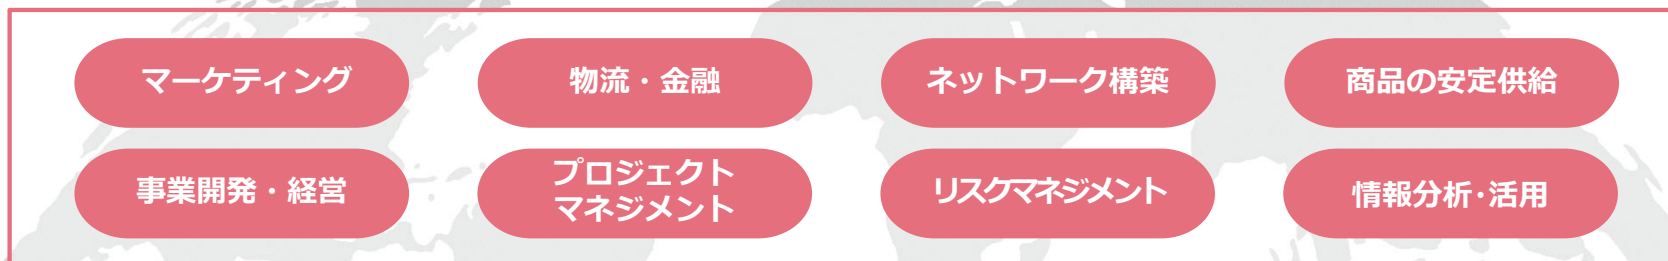 マーケティング
物流・金融
ネットワーク構築
商品の安定供給
事業開発・経営
プロジェクト
マネジメント
リスクマネジメント
情報分析･活用